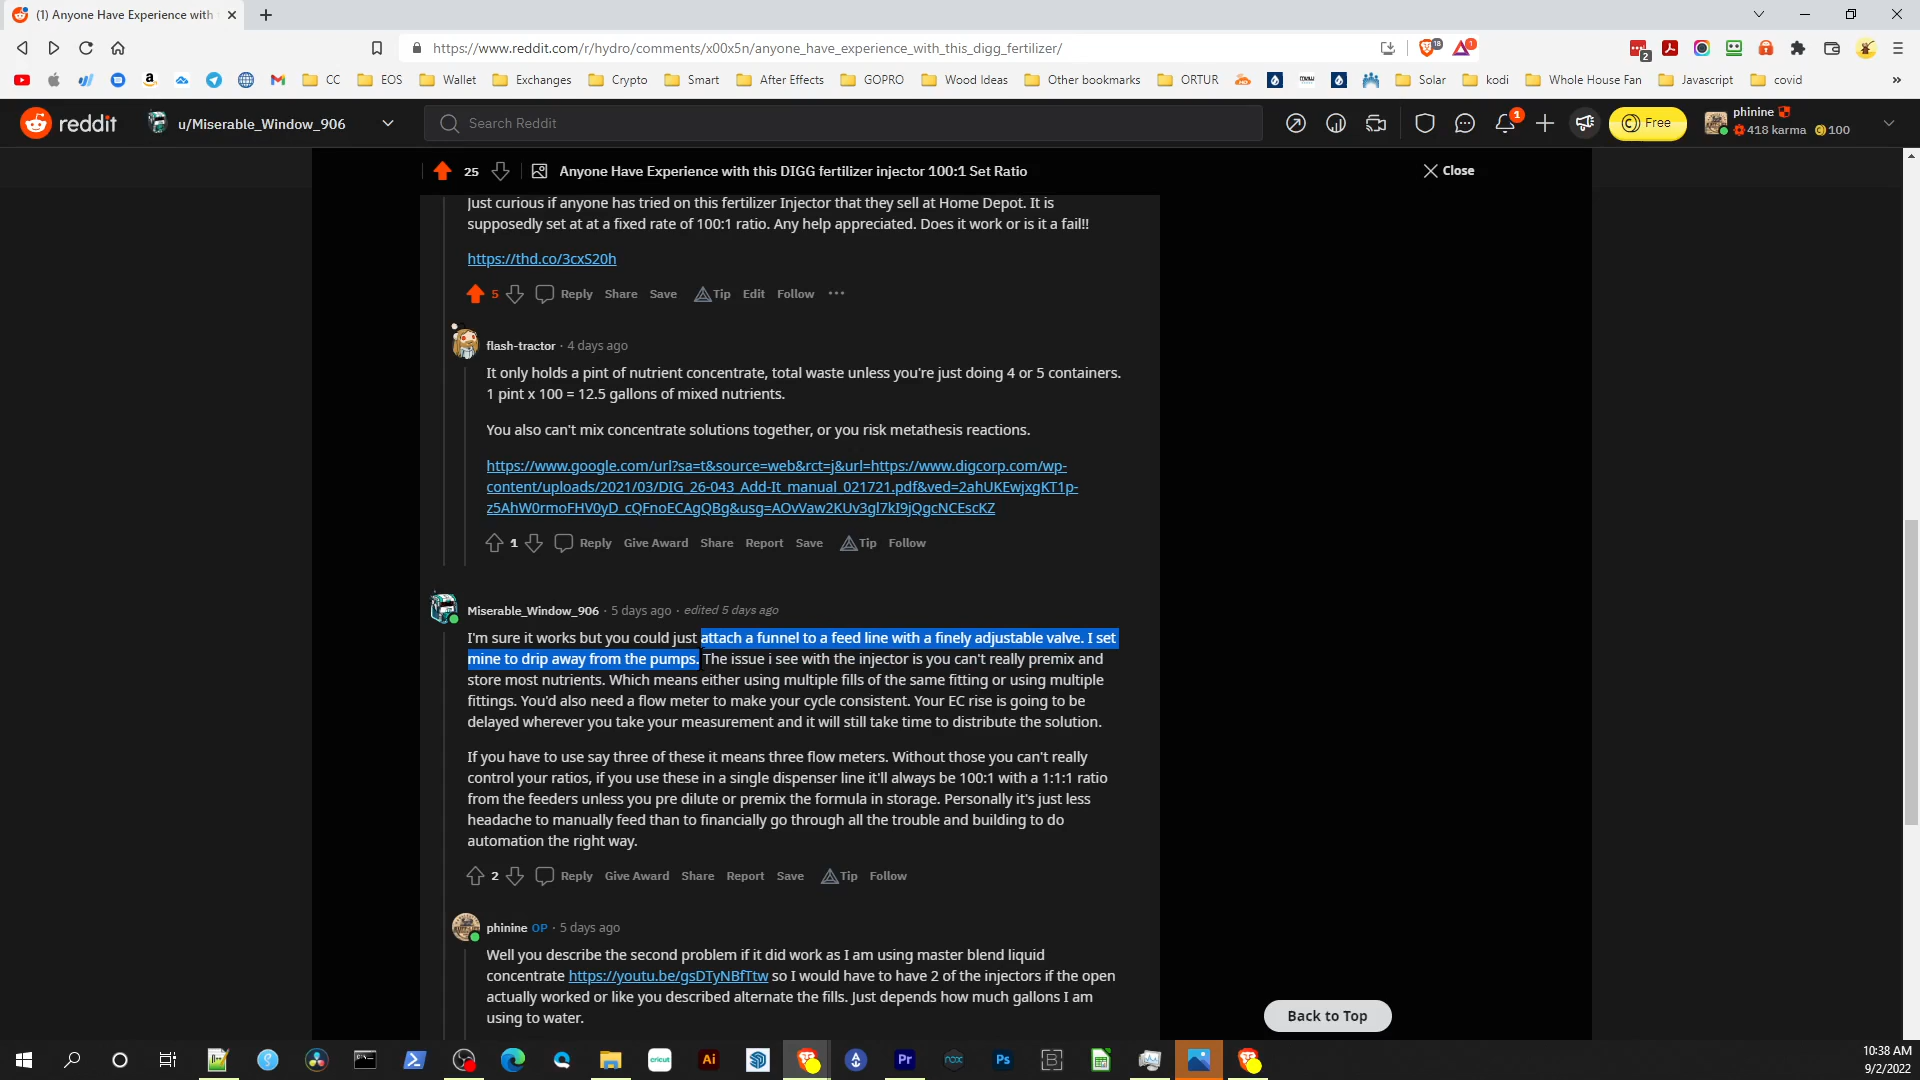 (1) Anyone Have Experience with
https://www.reddit.com/r/hydro/comments/x00x5n/anyone_have_experience_with_this_digg_fertilizer/
18
1
2
CC
EOS
Wallet
Exchanges
Crypto
Smart
After Effects
GOPRO
Wood Ideas
Other bookmarks
ORTUR
Solar
kodi
Whole House Fan
Javascript
covid
»
reddit
u/Miserable_Window_906
Search Reddit
1
Free
phinine
418 karma
100
25
Anyone Have Experience with this DIGG fertilizer injector 100:1 Set Ratio
Close
Just curious if anyone has tried on this fertilizer Injector that they sell at Home Depot. It is
supposedly set at at a fixed rate of 100:1 ratio. Any help appreciated. Does it work or is it a fail!!
https://thd.co/3cxS20h
5 Reply Share Save Tip Edit Follow •••
flash-tractor · 4 days ago
It only holds a pint of nutrient concentrate, total waste unless you're just doing 4 or 5 containers.
1 pint x 100 = 12.5 gallons of mixed nutrients.
You also can't mix concentrate solutions together, or you risk metathesis reactions.
https://www.google.com/url?sa=t&source=web&rct=j&url=https://www.digcorp.com/wp-
content/uploads/2021/03/DIG_26-043_Add-It_manual_021721.pdf&ved=2ahUKEwjxgKT1p-
z5AhW0rmoFHV0yD_cQFnoECAgQBg&usg=AOvVaw2KUv3gl7kI9jQgcNCEscKZ
1 Reply Give Award Share Report Save Tip Follow
Miserable_Window_906 · 5 days ago · edited 5 days ago
I'm sure it works but you could just attach a funnel to a feed line with a finely adjustable valve. I set
mine to drip away from the pumps. The issue i see with the injector is you can't really premix and
store most nutrients. Which means either using multiple fills of the same fitting or using multiple
fittings. You'd also need a flow meter to make your cycle consistent. Your EC rise is going to be
delayed wherever you take your measurement and it will still take time to distribute the solution.
If you have to use say three of these it means three flow meters. Without those you can't really
control your ratios, if you use these in a single dispenser line it'll always be 100:1 with a 1:1:1 ratio
from the feeders unless you pre dilute or premix the formula in storage. Personally it's just less
headache to manually feed than to financially go through all the trouble and building to do
automation the right way.
2 Reply Give Award Share Report Save Tip Follow
phinine OP · 5 days ago
Well you describe the second problem if it did work as I am using master blend liquid
concentrate https://youtu.be/gsDTyNBfTtw so I would have to have 2 of the injectors if the open
actually worked or like you described alternate the fills. Just depends how much gallons I am
using to water.
Back to Top
cricut
Ai
Pr
Ps
10:38 AM
9/2/2022